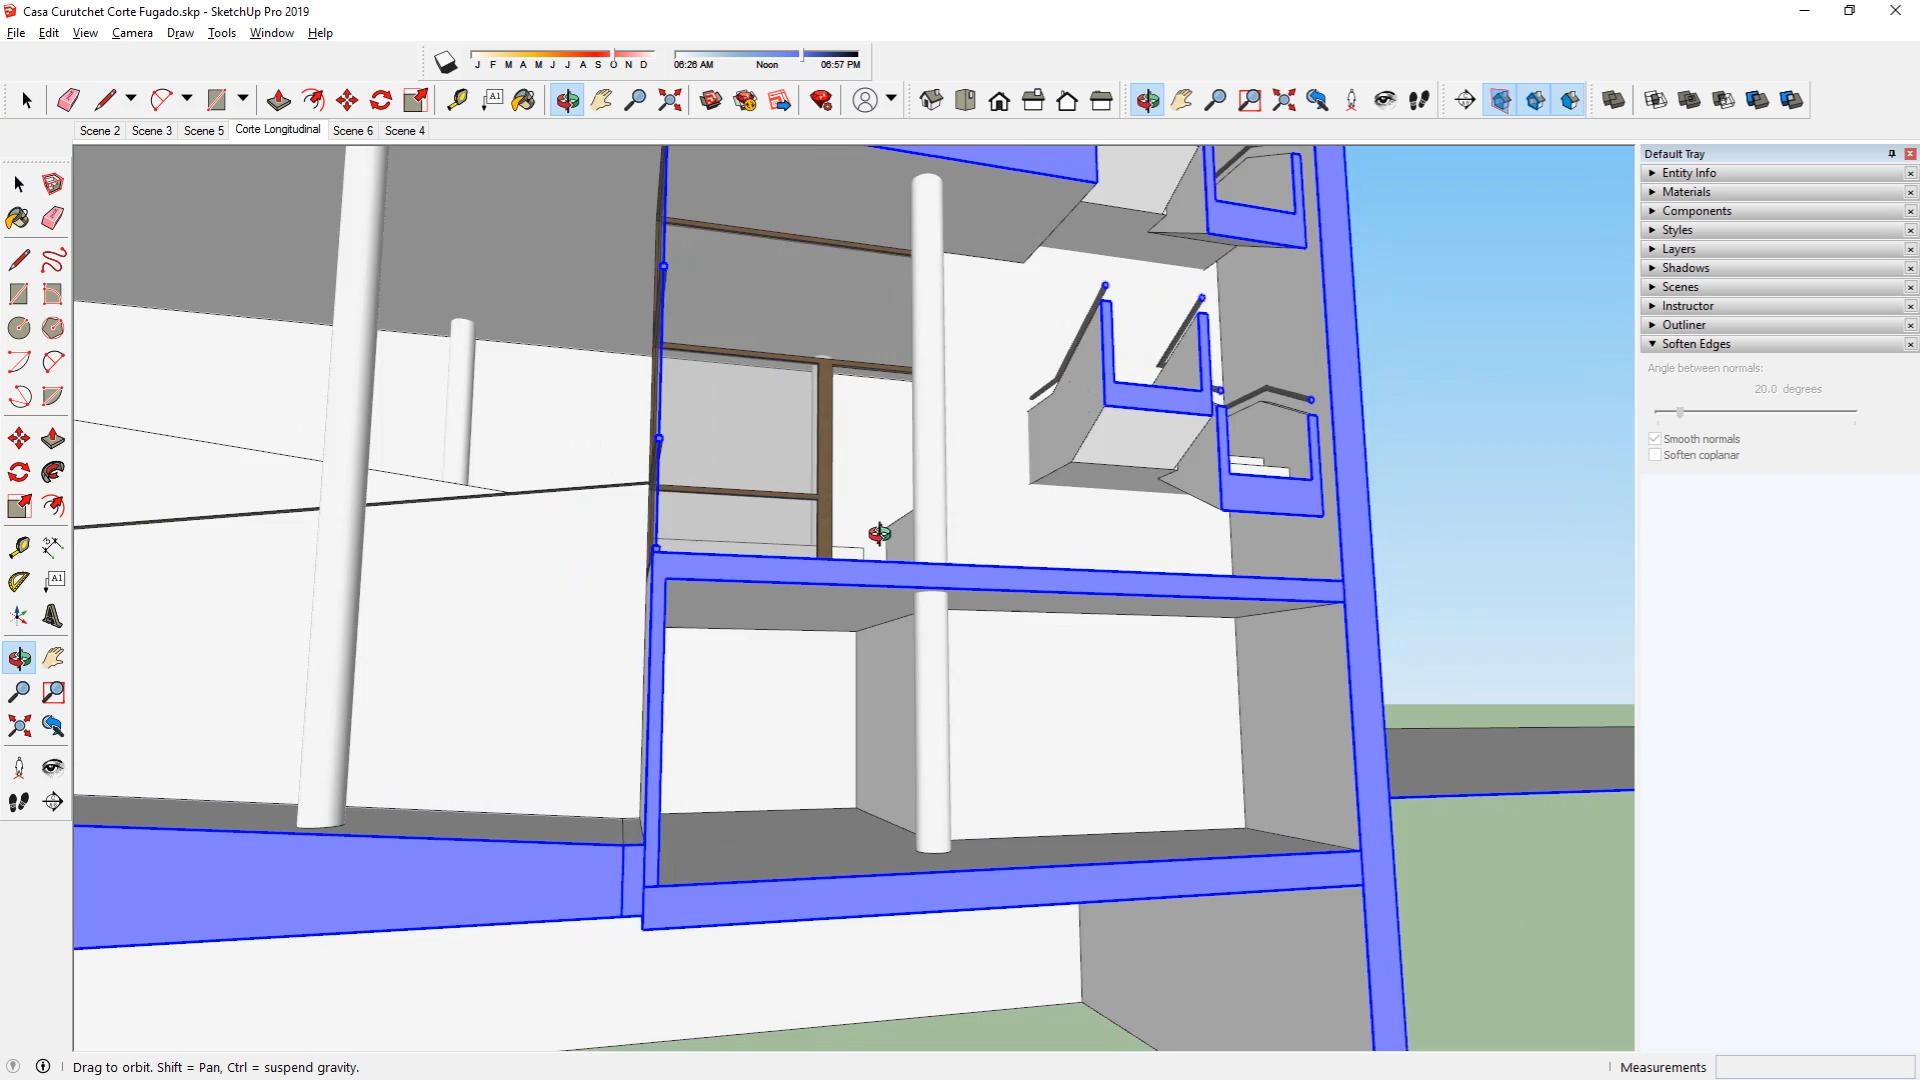 Casa Curutchet Corte Fugado.skp - SketchUp Pro 2019
File Edit View Camera Draw Tools Window Help
J F M A M J J A S O N D
06:26 AM Noon 06:57 PM
A1
Scene 2 Scene 3 Scene 5 Corte Longitudinal Scene 6 Scene 4
Default Tray
Entity Info
Materials
Components
Styles
Layers
Shadows
Scenes
Instructor
Outliner
Soften Edges
Angle between normals:
20.0 degrees
Smooth normals
Soften coplanar
A1
Drag to orbit. Shift = Pan, Ctrl = suspend gravity.
Measurements